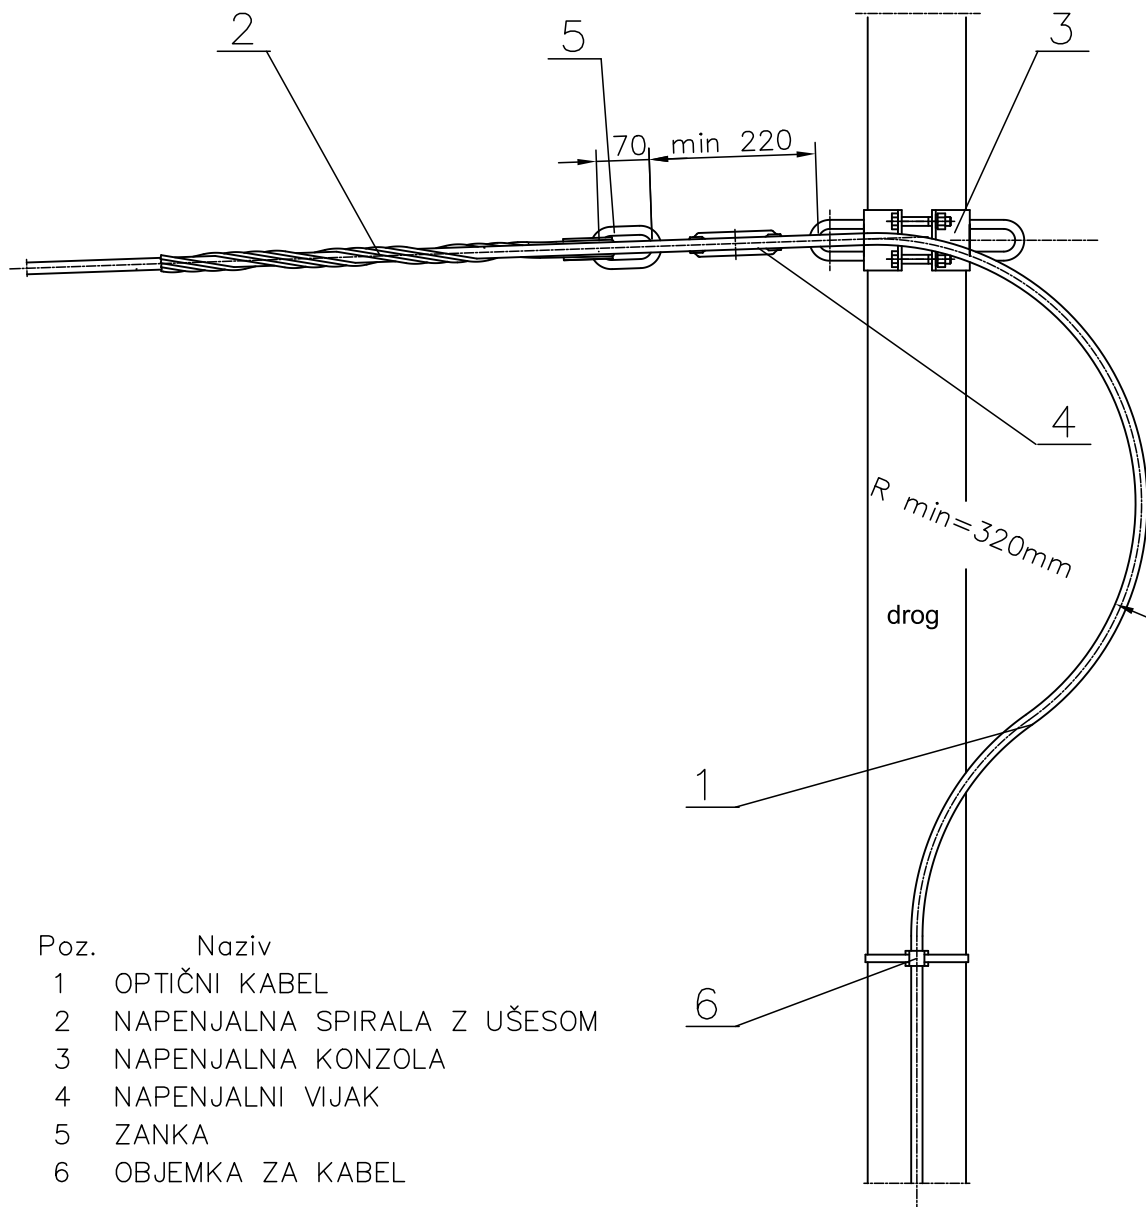 2
5
3
70
min 220
4
R min=320mm
drog
1
6
Poz. Naziv
1 OPTIČNI KABEL
2 NAPENJALNA SPIRALA Z UŠESOM
3 NAPENJALNA KONZOLA
4 NAPENJALNI VIJAK
5 ZANKA
6 OBJEMKA ZA KABEL